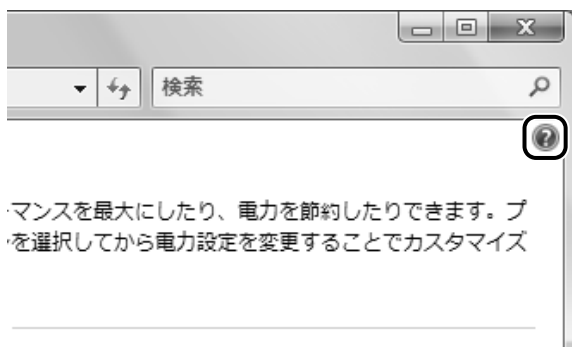 検索
マンスを最大にしたり、電力を節約したりできます。プ
を選択してから電力設定を変更することでカスタマイズ